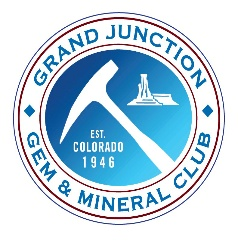 GRAND JUNCTION
EST.
COLORADO
1946
GEM & MINERAL CLUB